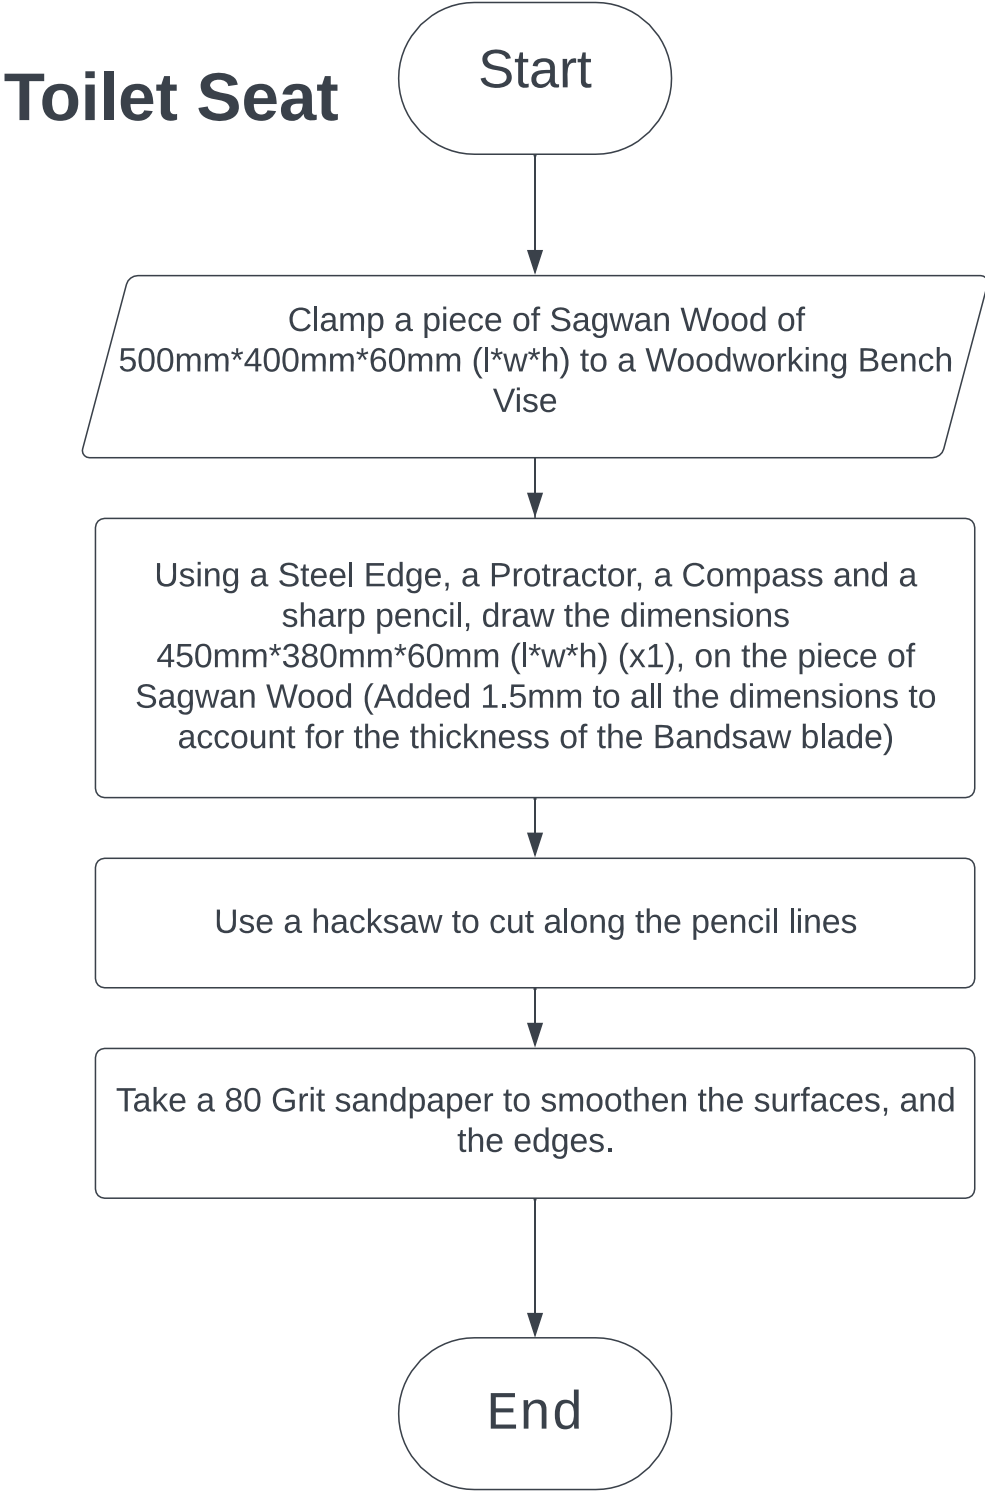 Start
Toilet Seat
Clamp a piece of Sagwan Wood of
500mm*400mm*60mm (l*w*h) to a Woodworking Bench
Vise
Using a Steel Edge, a Protractor, a Compass and a
sharp pencil, draw the dimensions
450mm*380mm*60mm (l*w*h) (x1), on the piece of
Sagwan Wood (Added 1.5mm to all the dimensions to
account for the thickness of the Bandsaw blade)
Use a hacksaw to cut along the pencil lines
Take a 80 Grit sandpaper to smoothen the surfaces, and
the edges.
End